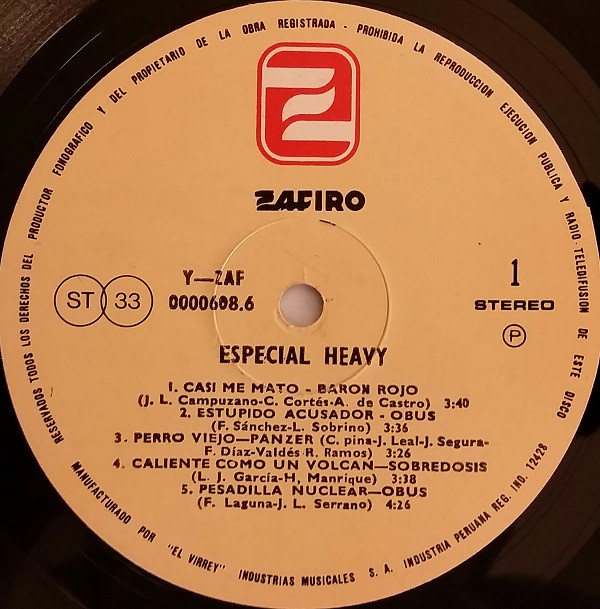 RESERVADOS TODOS LOS DERECHOS DEL PRODUCTOR FONOGRAFICO Y DEL PROPIETARIO DE LA OBRA REGISTRADA - PROHIBIDA LA REPRODUCCION EJECUCION PUBLICA Y RADIO - TELEDIFUSION DE ESTE DISCO
ZAFIRO
ST 33
Y—ZAF
0000608.6
1
STEREO
P
ESPECIAL HEAVY
1. CASI ME MATO - BARON ROJO
(J. L. Campuzano-C. Cortés-A. de Castro) 3:40
2. ESTUPIDO ACUSADOR - OBUS
(F. Sánchez-L. Sobrino) 3:36
3. PERRO VIEJO—PANZER (C. pina-J. Leal-J. Segura-
F. Díaz-Valdés-R. Ramos) 3:26
4. CALIENTE COMO UN VOLCAN—SOBREDOSIS
(L. J. García-H, Manrique) 3:38
5. PESADILLA NUCLEAR—OBUS
(F. Laguna-J. L. Serrano) 4:26
MANUFACTURADO POR "EL VIRREY" INDUSTRIAS MUSICALES S. A. INDUSTRIA PERUANA REG. IND. 12428